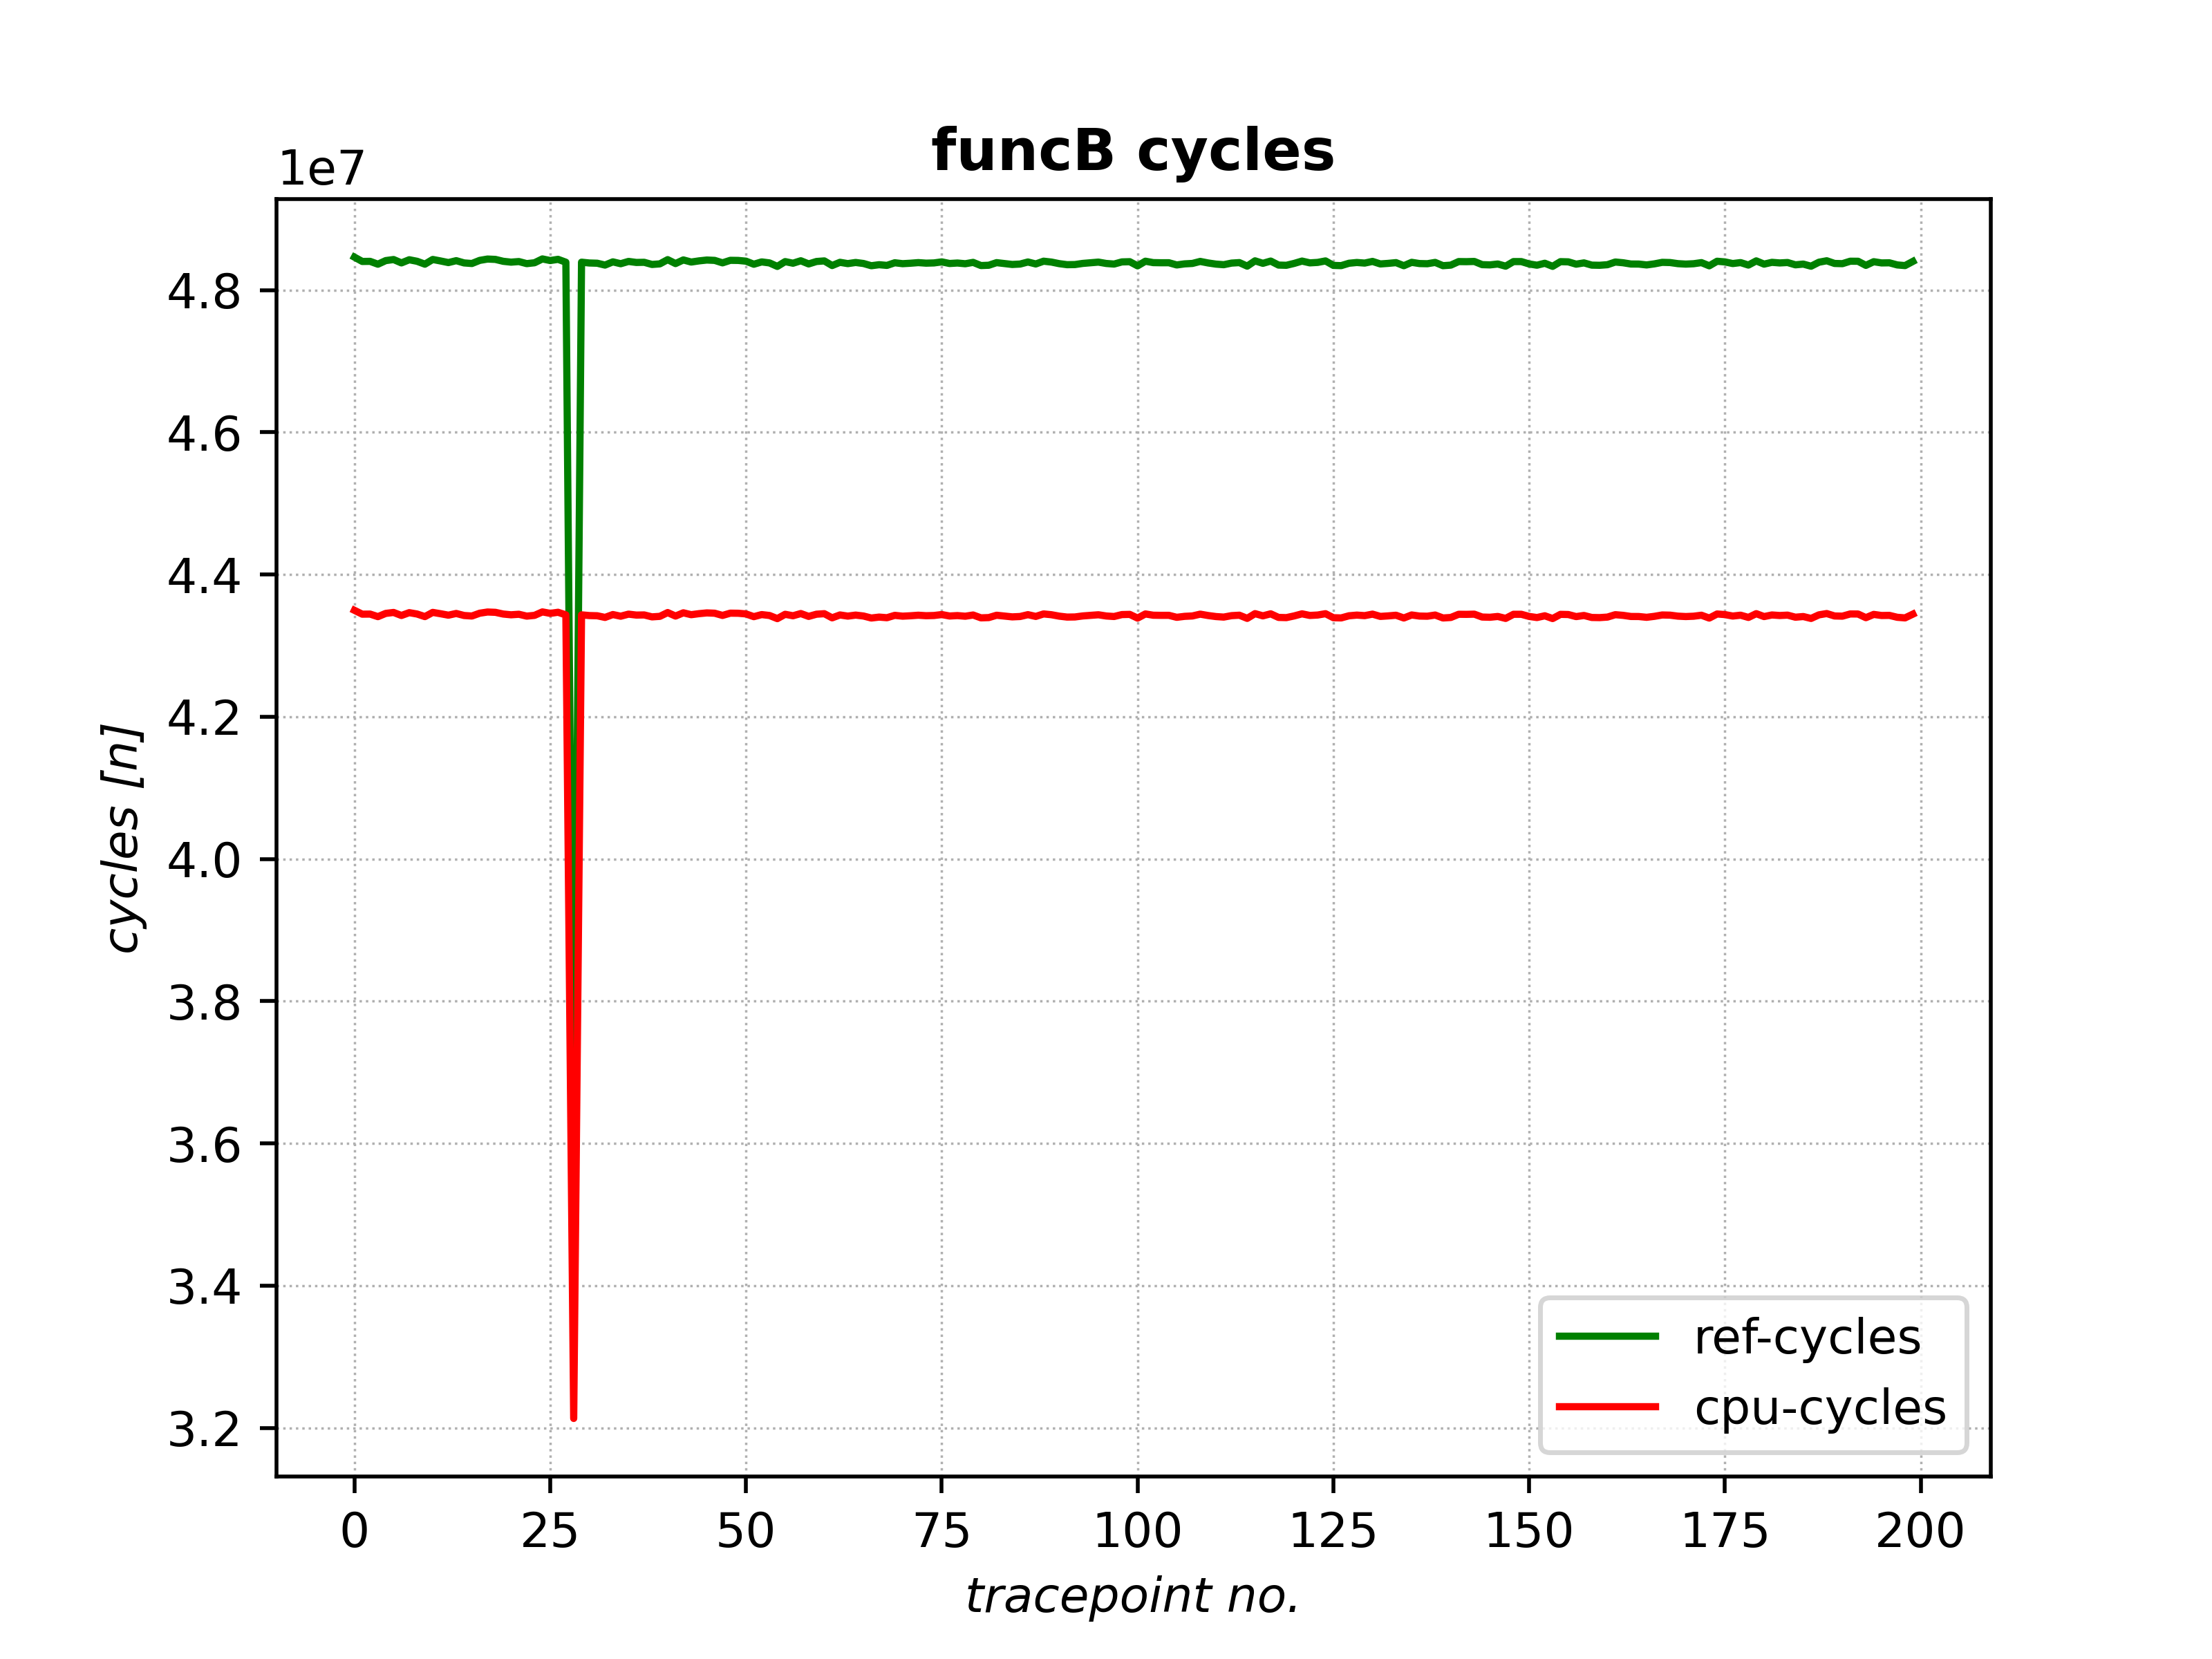 funcB cycles
1e7
4.8
4.6
4.4
4.2
4.0
3.8
3.6
3.4
3.2
cycles [n]
0 25 50 75 100 125 150 175 200
tracepoint no.
ref-cycles
cpu-cycles